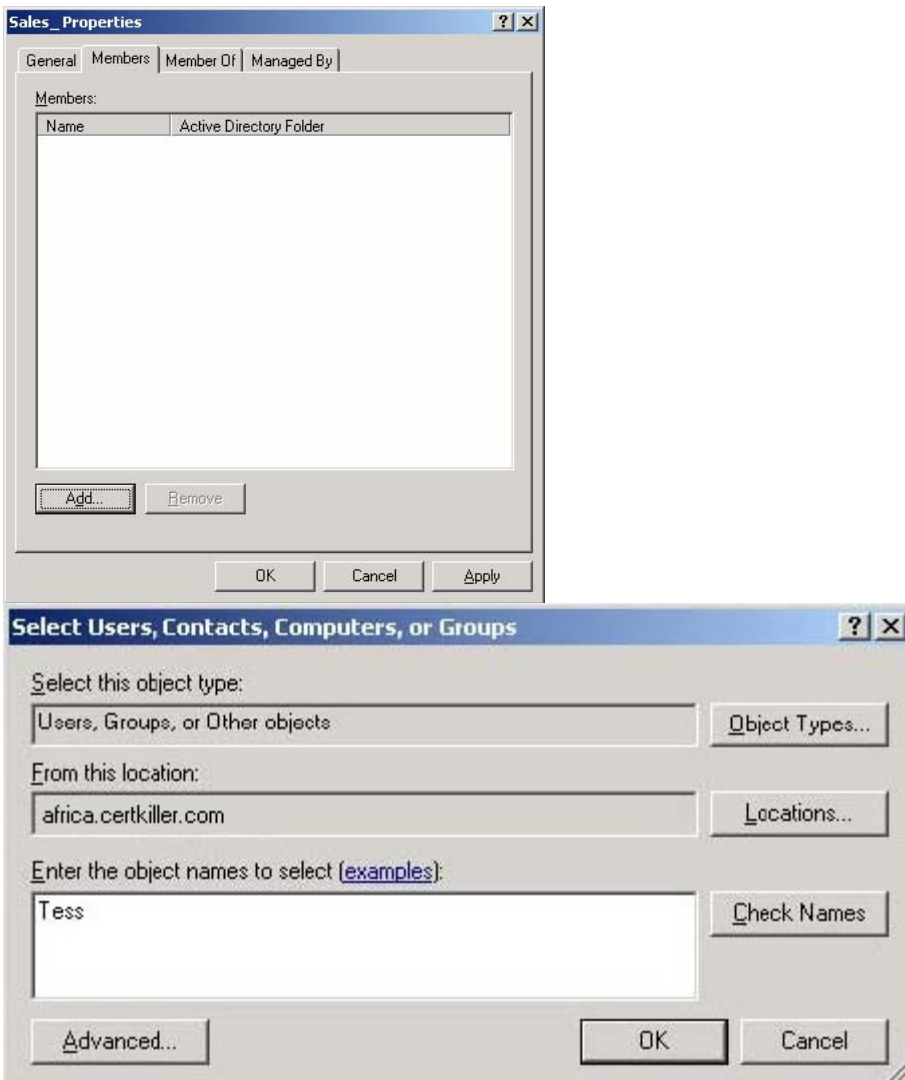 Sales_Properties
General Members Member Of Managed By
Members:
Name Active Directory Folder
Add... Remove
OK Cancel Apply
Select Users, Contacts, Computers, or Groups
Select this object type:
Users, Groups, or Other objects Object Types...
From this location:
africa.certkiller.com Locations...
Enter the object names to select (examples):
Tess Check Names
Advanced... OK Cancel